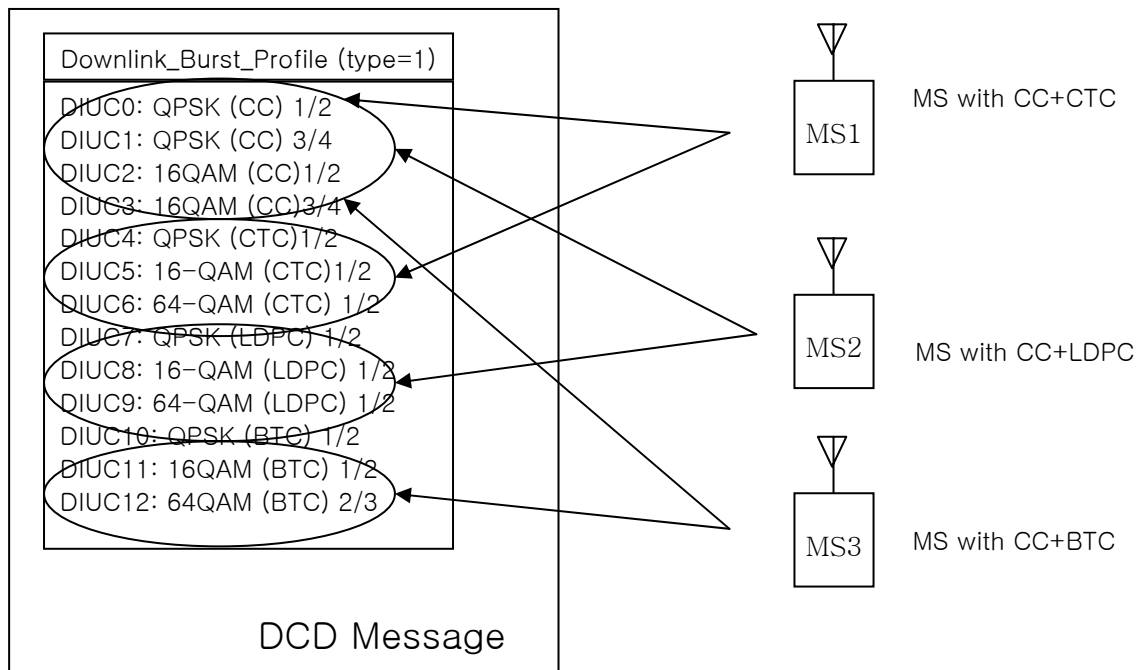 Downlink_Burst_Profile (type=1)
DIUC0: QPSK (CC) 1/2
DIUC1: QPSK (CC) 3/4
DIUC2: 16QAM (CC)1/2
DIUC3: 16QAM (CC)3/4
DIUC4: QPSK (CTC)1/2
DIUC5: 16-QAM (CTC)1/2
DIUC6: 64-QAM (CTC) 1/2
DIUC7: QPSK (LDPC) 1/2
DIUC8: 16-QAM (LDPC) 1/2
DIUC9: 64-QAM (LDPC) 1/2
DIUC10: QPSK (BTC) 1/2
DIUC11: 16QAM (BTC) 1/2
DIUC12: 64QAM (BTC) 2/3
DCD Message
MS1
MS with CC+CTC
MS2
MS with CC+LDPC
MS3
MS with CC+BTC